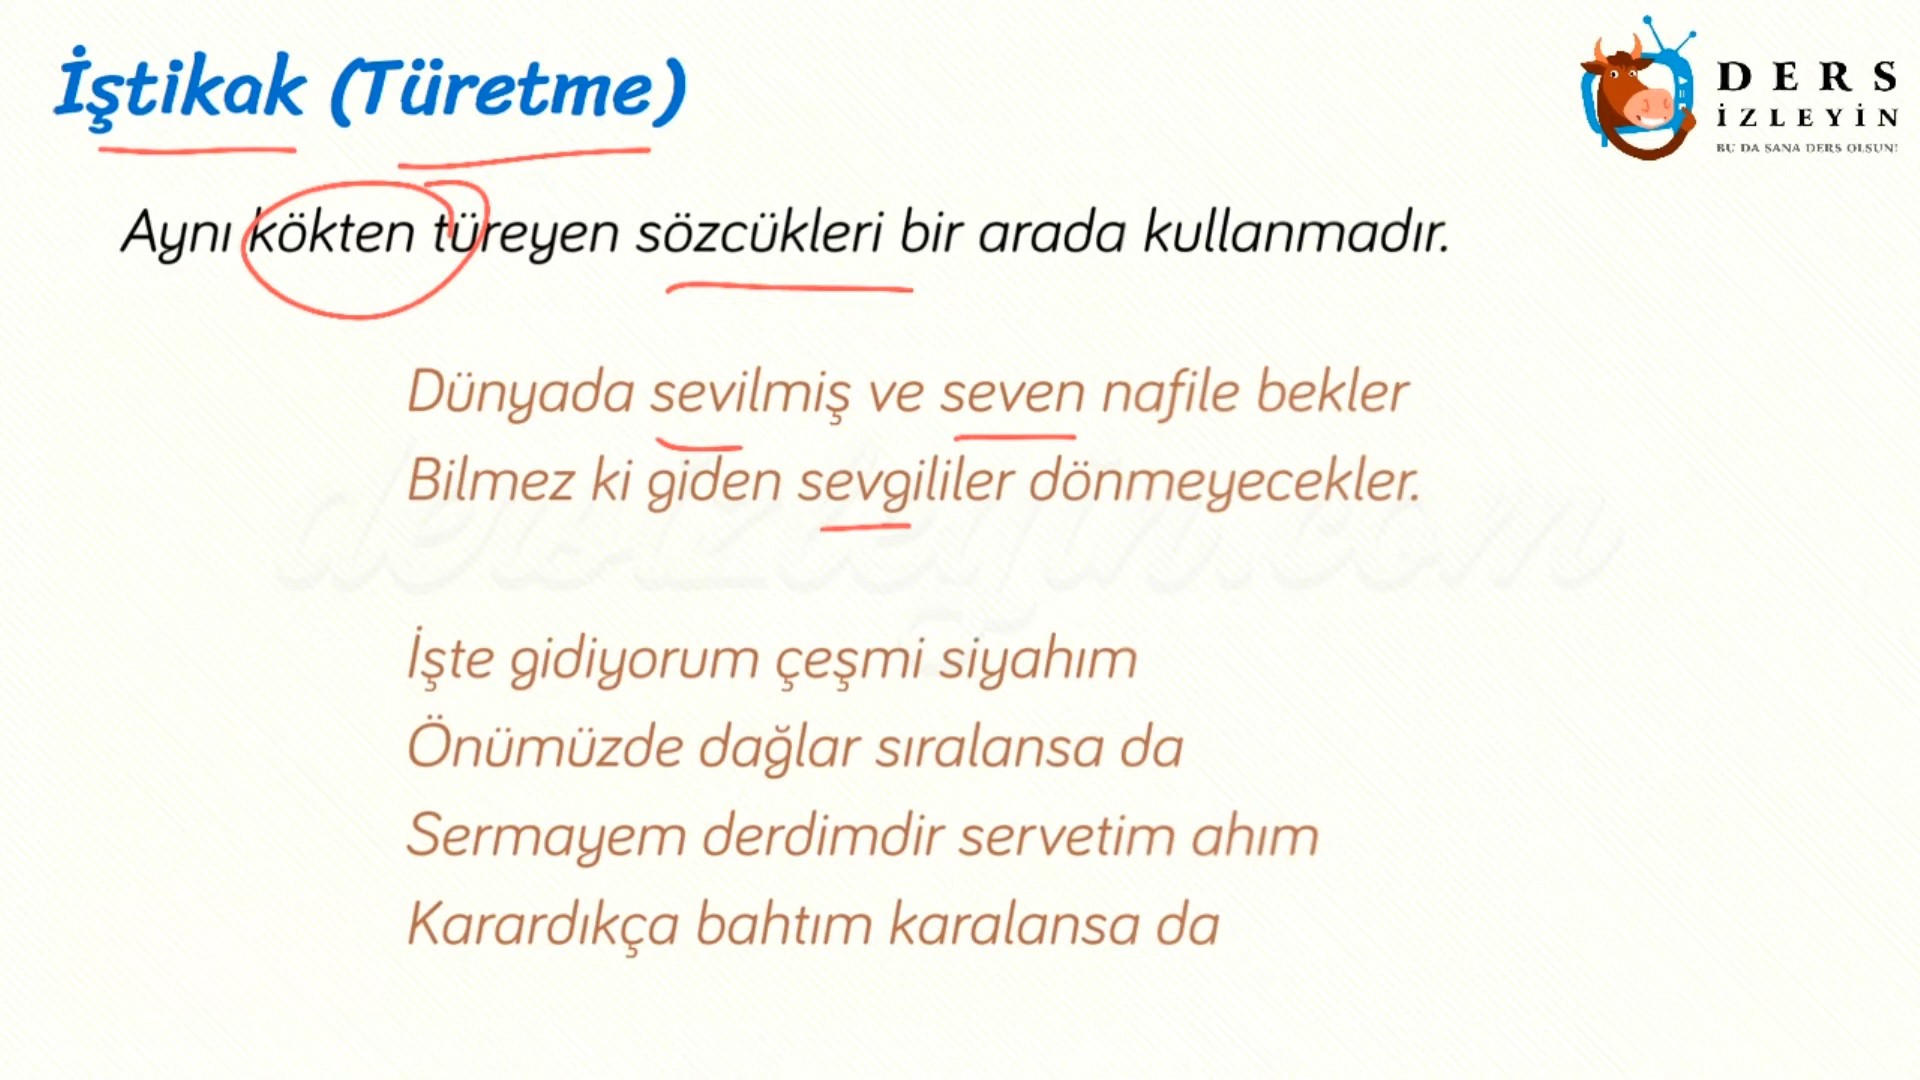 İştikak (Türetme)
DERS
İZLEYİN
BU DA SANA DERS OLSUN!
Aynı kökten türeyen sözcükleri bir arada kullanmadır.
Dünyada sevilmiş ve seven nafile bekler
Bilmez ki giden sevgililer dönmeyecekler.
dersizleyin.com
İşte gidiyorum çeşmi siyahım
Önümüzde dağlar sıralansa da
Sermayem derdimdir servetim ahım
Karardıkça bahtım karalansa da